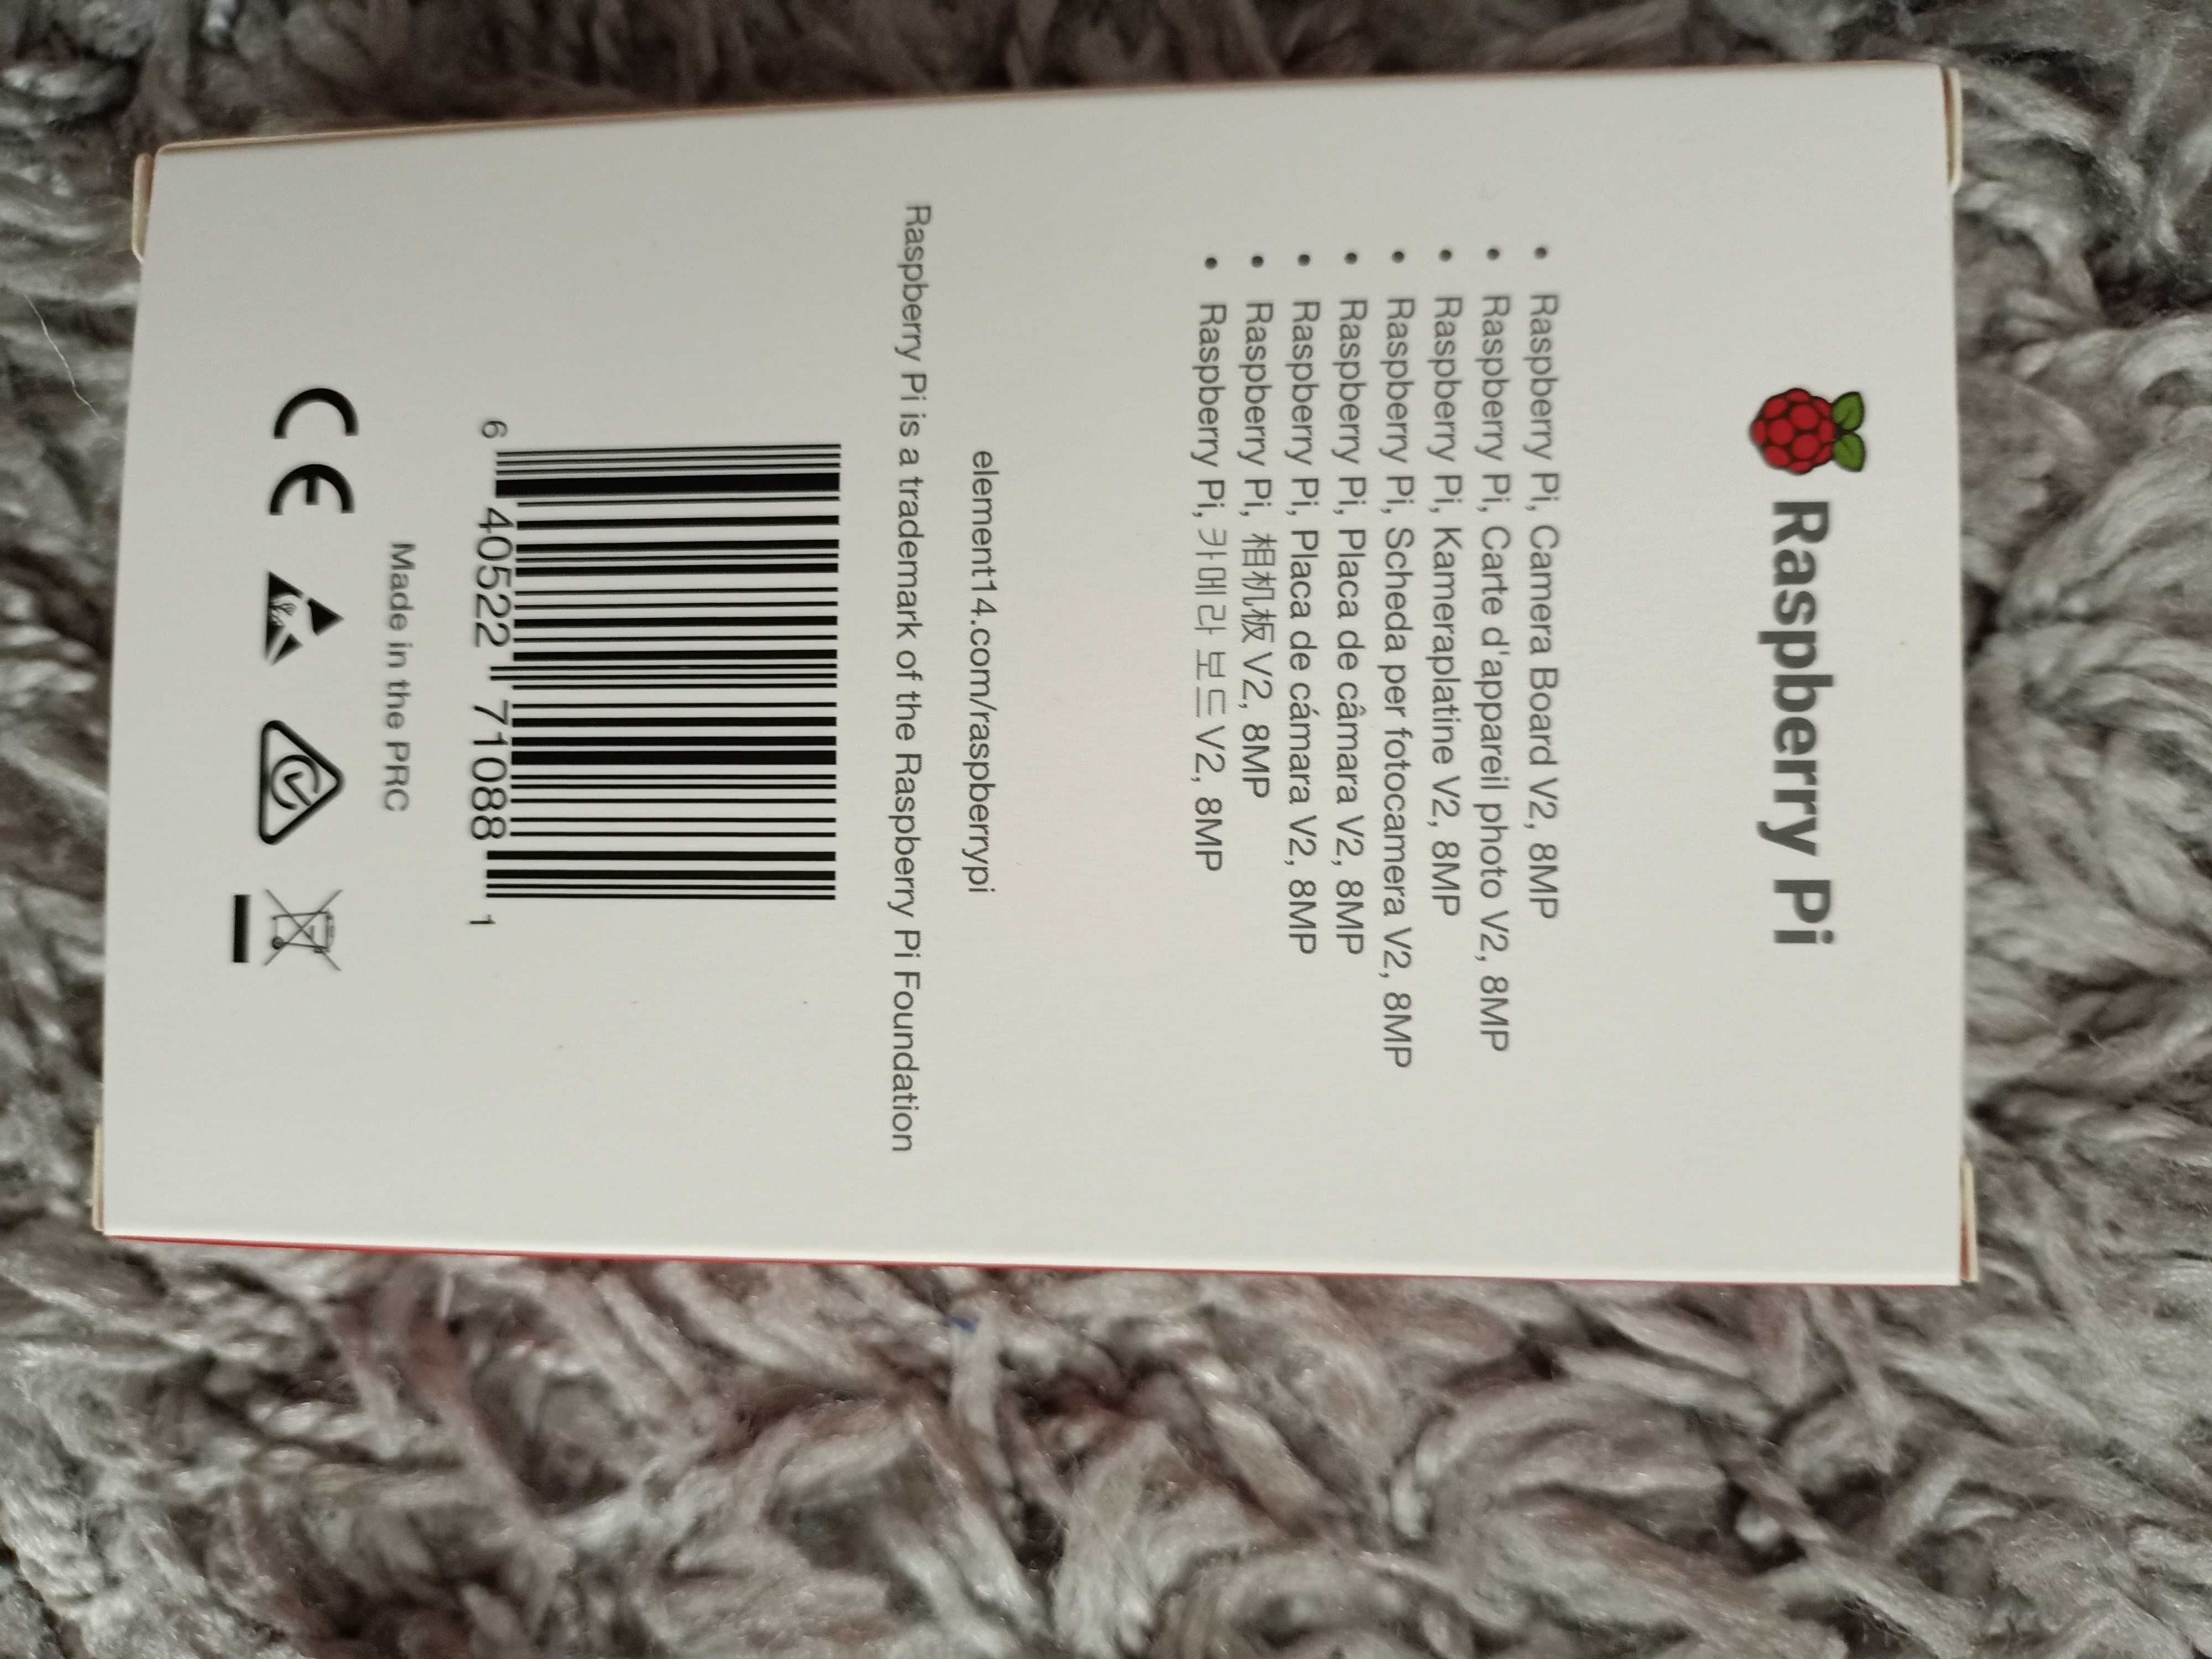 Raspberry Pi
• Raspberry Pi, Camera Board V2, 8MP
• Raspberry Pi, Carte d'appareil photo V2, 8MP
• Raspberry Pi, Kameraplatine V2, 8MP
• Raspberry Pi, Scheda per fotocamera V2, 8MP
• Raspberry Pi, Placa de câmara V2, 8MP
• Raspberry Pi, Placa de cámara V2, 8MP
• Raspberry Pi, 相机板 V2, 8MP
• Raspberry Pi, 카메라 보드 V2, 8MP
element14.com/raspberrypi
Raspberry Pi is a trademark of the Raspberry Pi Foundation
6 40522 71088 1
Made in the PRC
CE